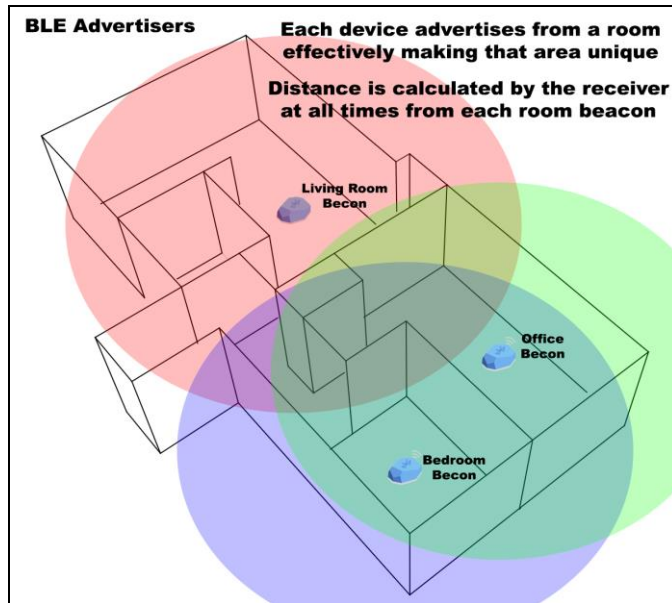 BLE Advertisers
Each device advertises from a room
effectively making that area unique
Distance is calculated by the receiver
at all times from each room beacon
Living Room
Becon
Office
Becon
Bedroom
Becon